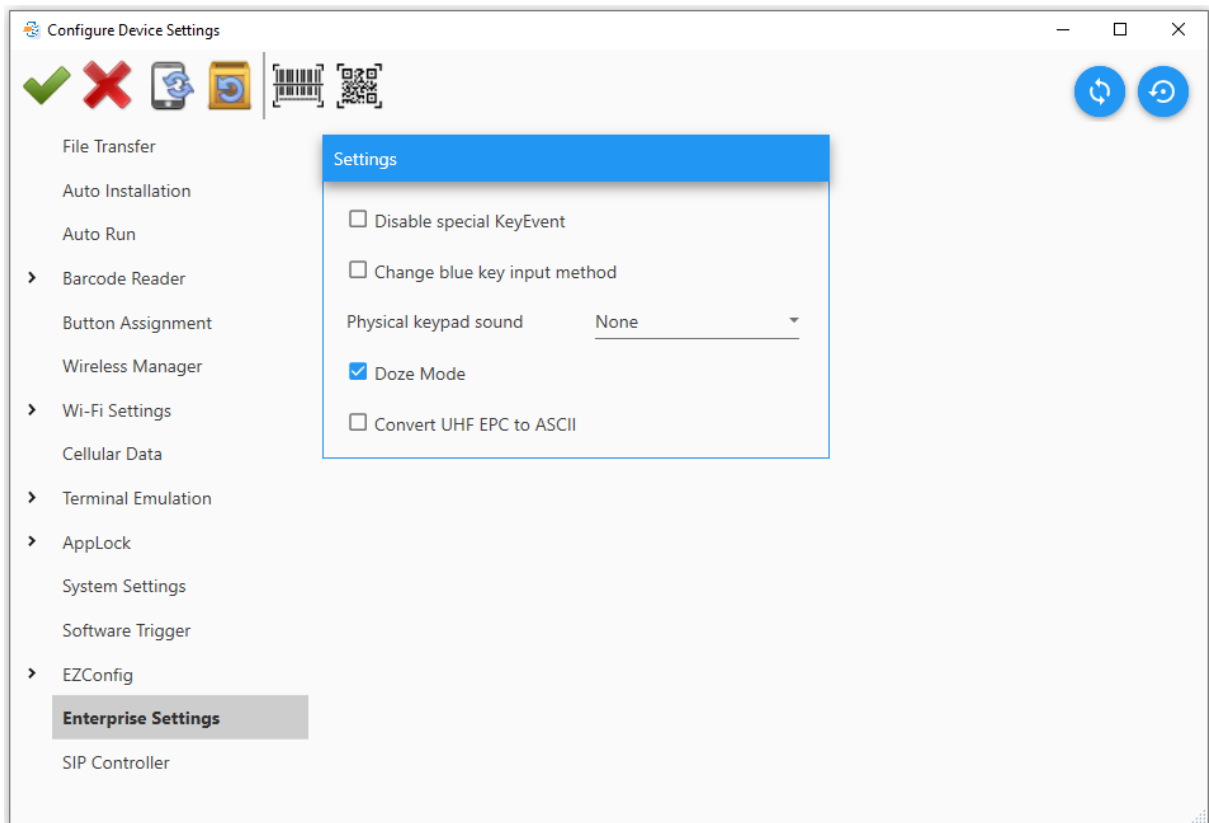 Configure Device Settings
File Transfer
Auto Installation
Auto Run
Barcode Reader
Button Assignment
Wireless Manager
Wi-Fi Settings
Cellular Data
Terminal Emulation
AppLock
System Settings
Software Trigger
EZConfig
Enterprise Settings
SIP Controller
Settings
Disable special KeyEvent
Change blue key input method
Physical keypad sound None
Doze Mode
Convert UHF EPC to ASCII